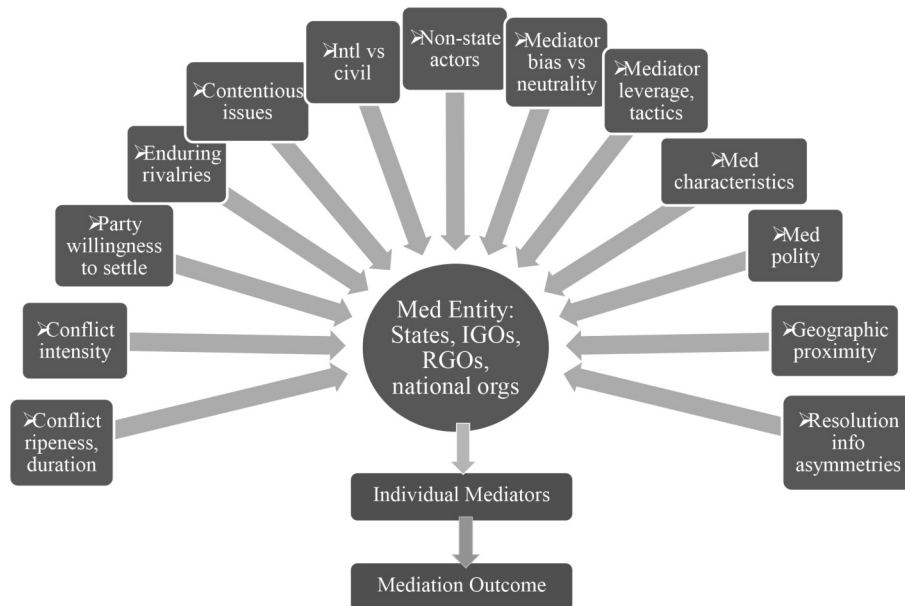 ➢Conflict
ripeness,
duration
➢Conflict
intensity
➢Party
willingness
to settle
➢Enduring
rivalries
➢Contentious
issues
➢Intl vs
civil
➢Non-state
actors
➢Mediator
bias vs
neutrality
➢Mediator
leverage,
tactics
➢Med
characteristics
➢Med
polity
➢Geographic
proximity
➢Resolution
info
asymmetries
Med Entity:
States, IGOs,
RGOs,
national orgs
Individual Mediators
Mediation Outcome